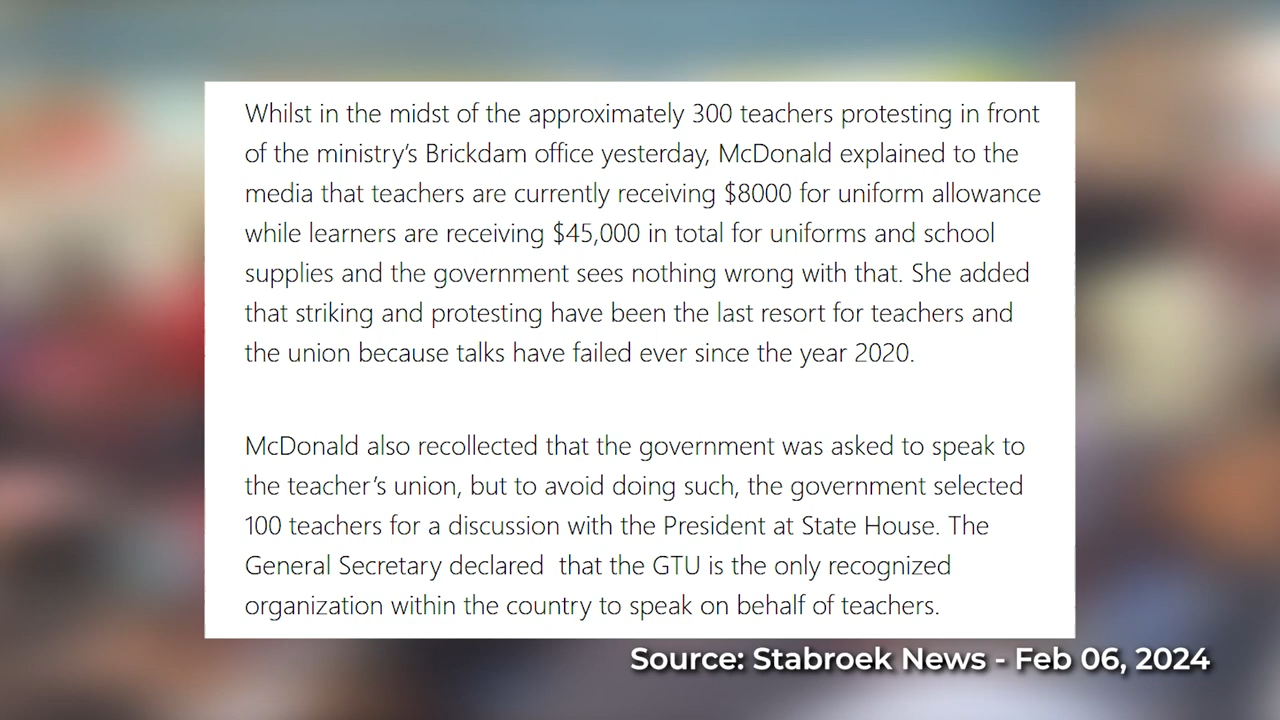 Whilst in the midst of the approximately 300 teachers protesting in front
of the ministry’s Brickdam office yesterday, McDonald explained to the
media that teachers are currently receiving $8000 for uniform allowance
while learners are receiving $45,000 in total for uniforms and school
supplies and the government sees nothing wrong with that. She added
that striking and protesting have been the last resort for teachers and
the union because talks have failed ever since the year 2020.
McDonald also recollected that the government was asked to speak to
the teacher’s union, but to avoid doing such, the government selected
100 teachers for a discussion with the President at State House. The
General Secretary declared  that the GTU is the only recognized
organization within the country to speak on behalf of teachers.
Source: Stabroek News - Feb 06, 2024